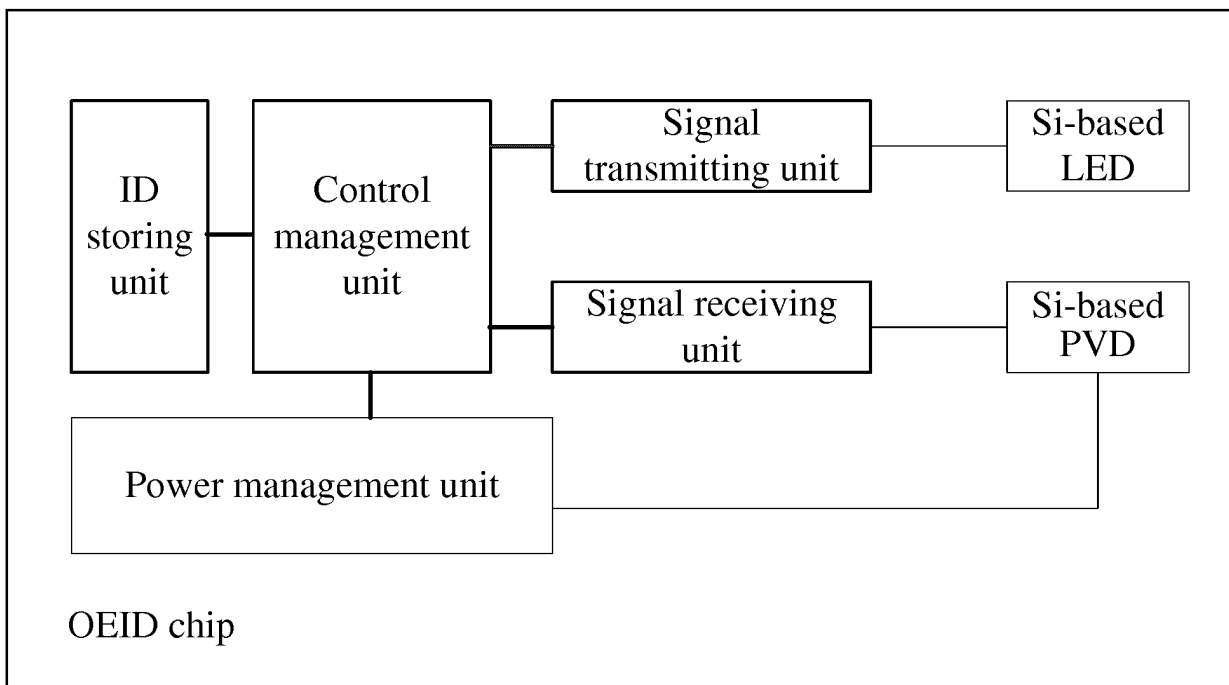 ID
storing
unit
Control
management
unit
Signal
transmitting unit
Si-based
LED
Signal receiving
unit
Si-based
PVD
Power management unit
OEID chip